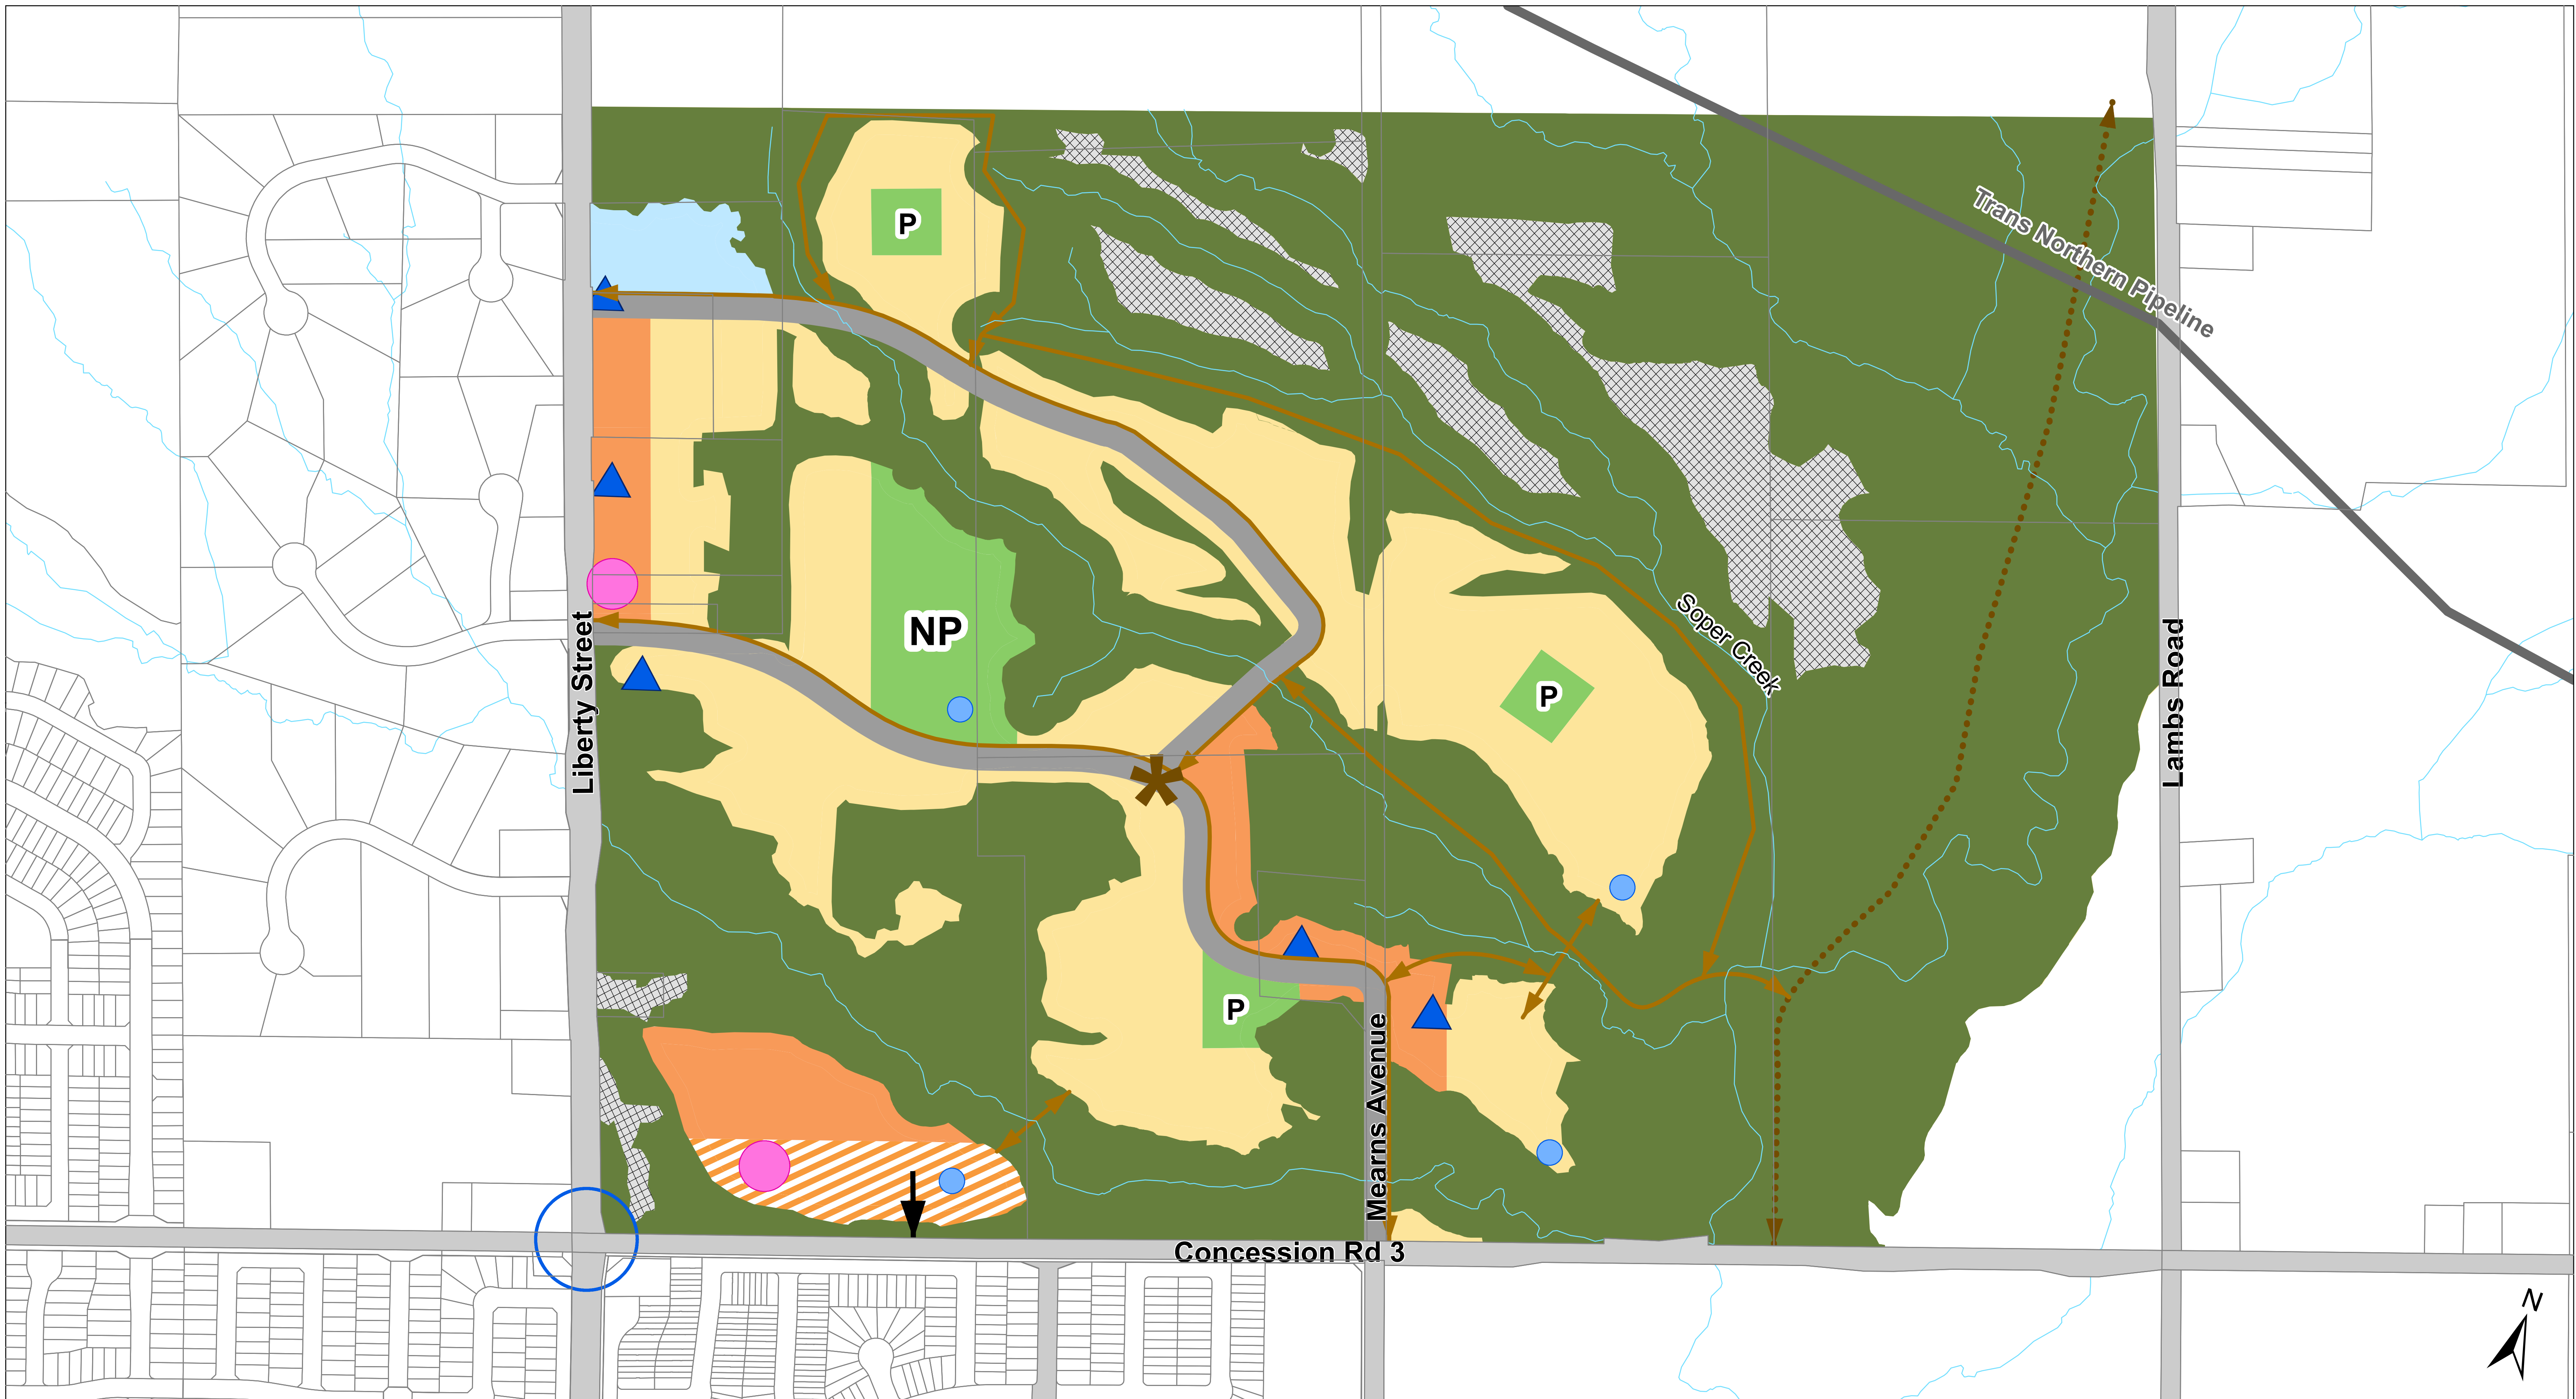 P
Trans Northern Pipeline
NP
Soper Creek
P
Liberty Street
Lambs Road
P
Mearns Avenue
Concession Rd 3
N